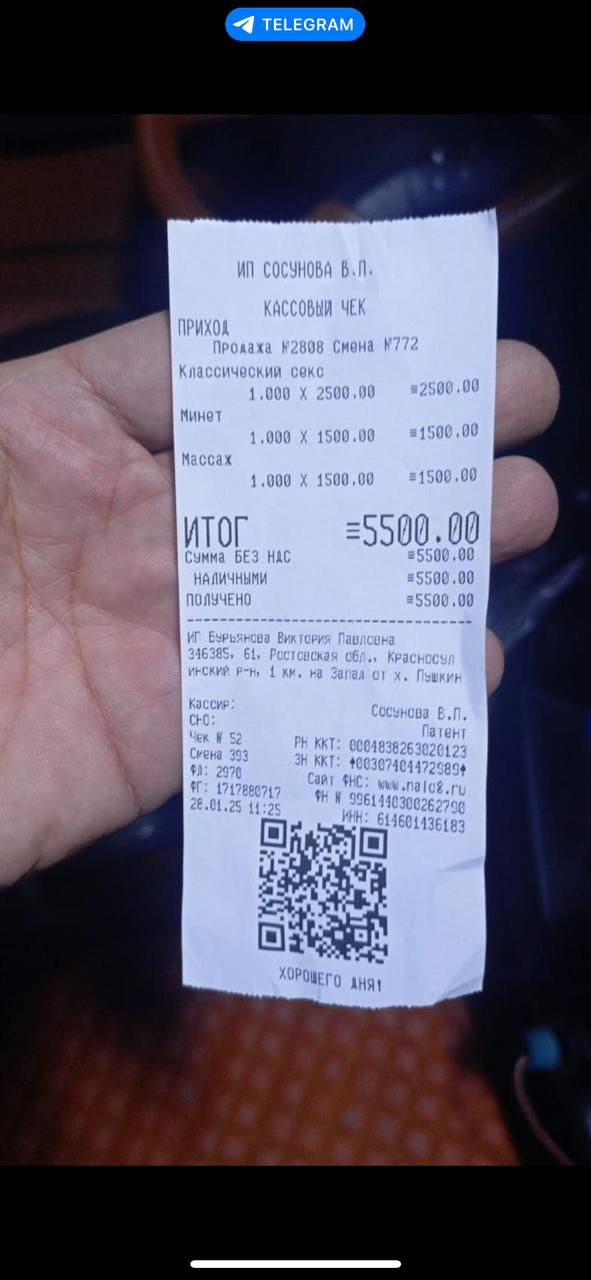 TELEGRAM
ИП СОСУНОВА В.П.
КАССОВЫЙ ЧЕК
ПРИХОД
Продажа №2808 Смена №772
Классический секс
1.000 X 2500.00 ≡2500.00
Минет
1.000 X 1500.00 ≡1500.00
Массаж
1.000 X 1500.00 ≡1500.00
ИТОГ ≡5500.00
Сумма БЕЗ НДС ≡5500.00
НАЛИЧНЫМИ ≡5500.00
ПОЛУЧЕНО ≡5500.00
ИП Бурьянова Виктория Павловна
346385, 61, Ростовская обл., Красносул
инский р-н, 1 км. на Запад от х. Пушкин
Кассир: Сосунова В.П.
СНО: Патент
Чек № 52 РН ККТ: 0004838263020123
Смена 393 ЗН ККТ: ↑00307404472989↑
ФД: 2970 Сайт ФНС: www.nalog.ru
ФП: 1717880717 ФН № 9961440300262790
28.01.25 11:25 ИНН: 614601436183
ХОРОШЕГО ДНЯ!